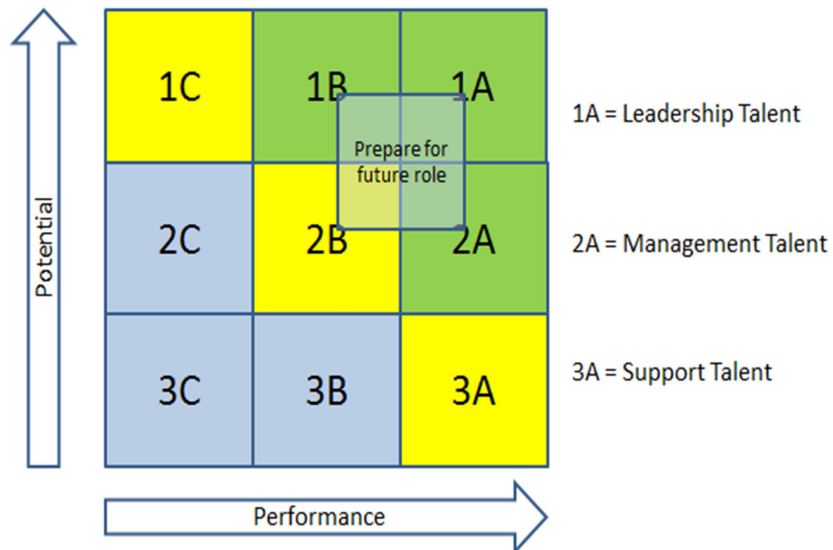 1C
1B
1A
1A = Leadership Talent
Prepare for
future role
Potential
2C
2B
2A
2A = Management Talent
3C
3B
3A
3A = Support Talent
Performance